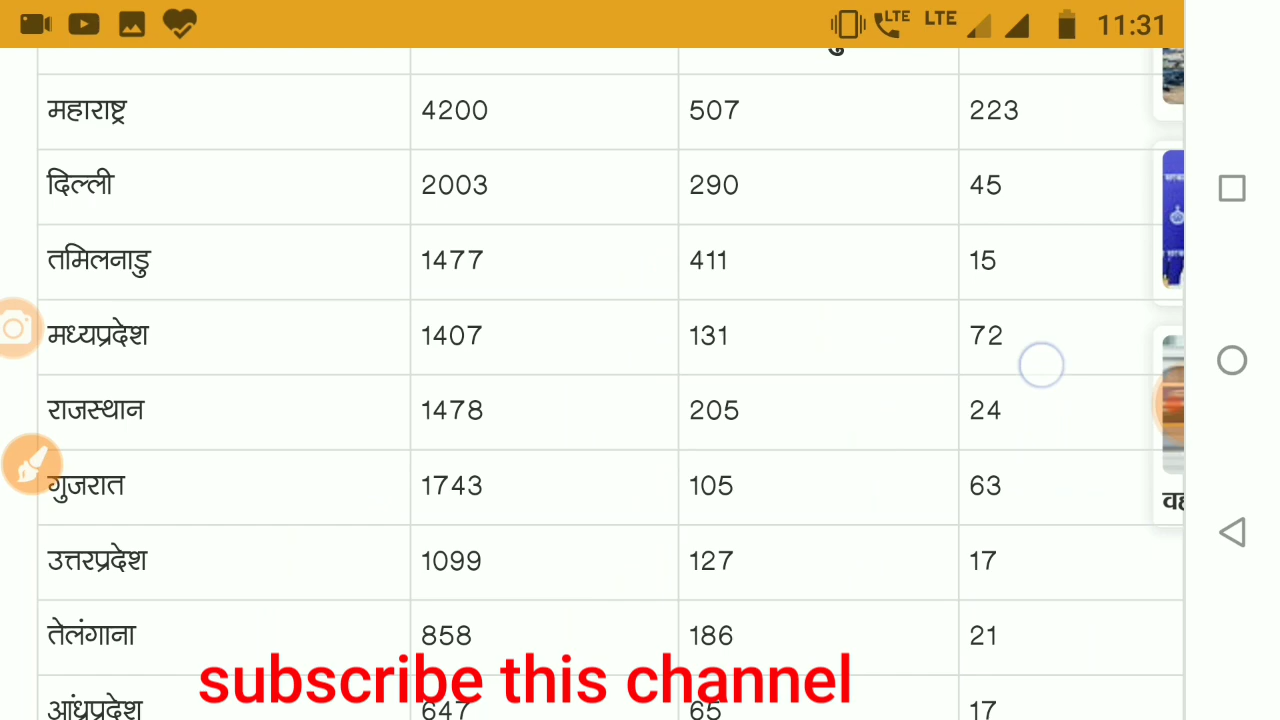 LTE LTE 11:31
महाराष्ट्र 4200 507 223
दिल्ली 2003 290 45
तमिलनाडु 1477 411 15
मध्यप्रदेश 1407 131 72
राजस्थान 1478 205 24
गुजरात 1743 105 63
उत्तरप्रदेश 1099 127 17
तेलंगाना 858 186 21
subscribe this channel
आंध्रप्रदेश 647 65 17